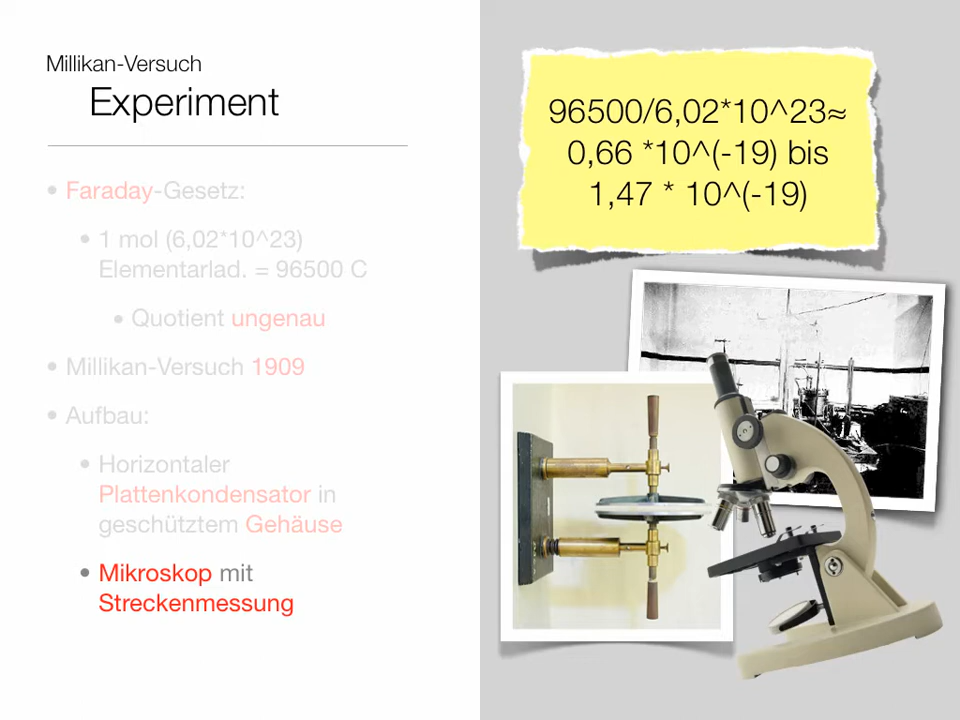 Millikan-Versuch
Experiment
• Faraday-Gesetz:
• 1 mol (6,02*10^23)
Elementarlad. = 96500 C
• Quotient ungenau
• Millikan-Versuch 1909
• Aufbau:
• Horizontaler
Plattenkondensator in
geschütztem Gehäuse
• Mikroskop mit
Streckenmessung
96500/6,02*10^23≈
0,66 *10^(-19) bis
1,47 * 10^(-19)